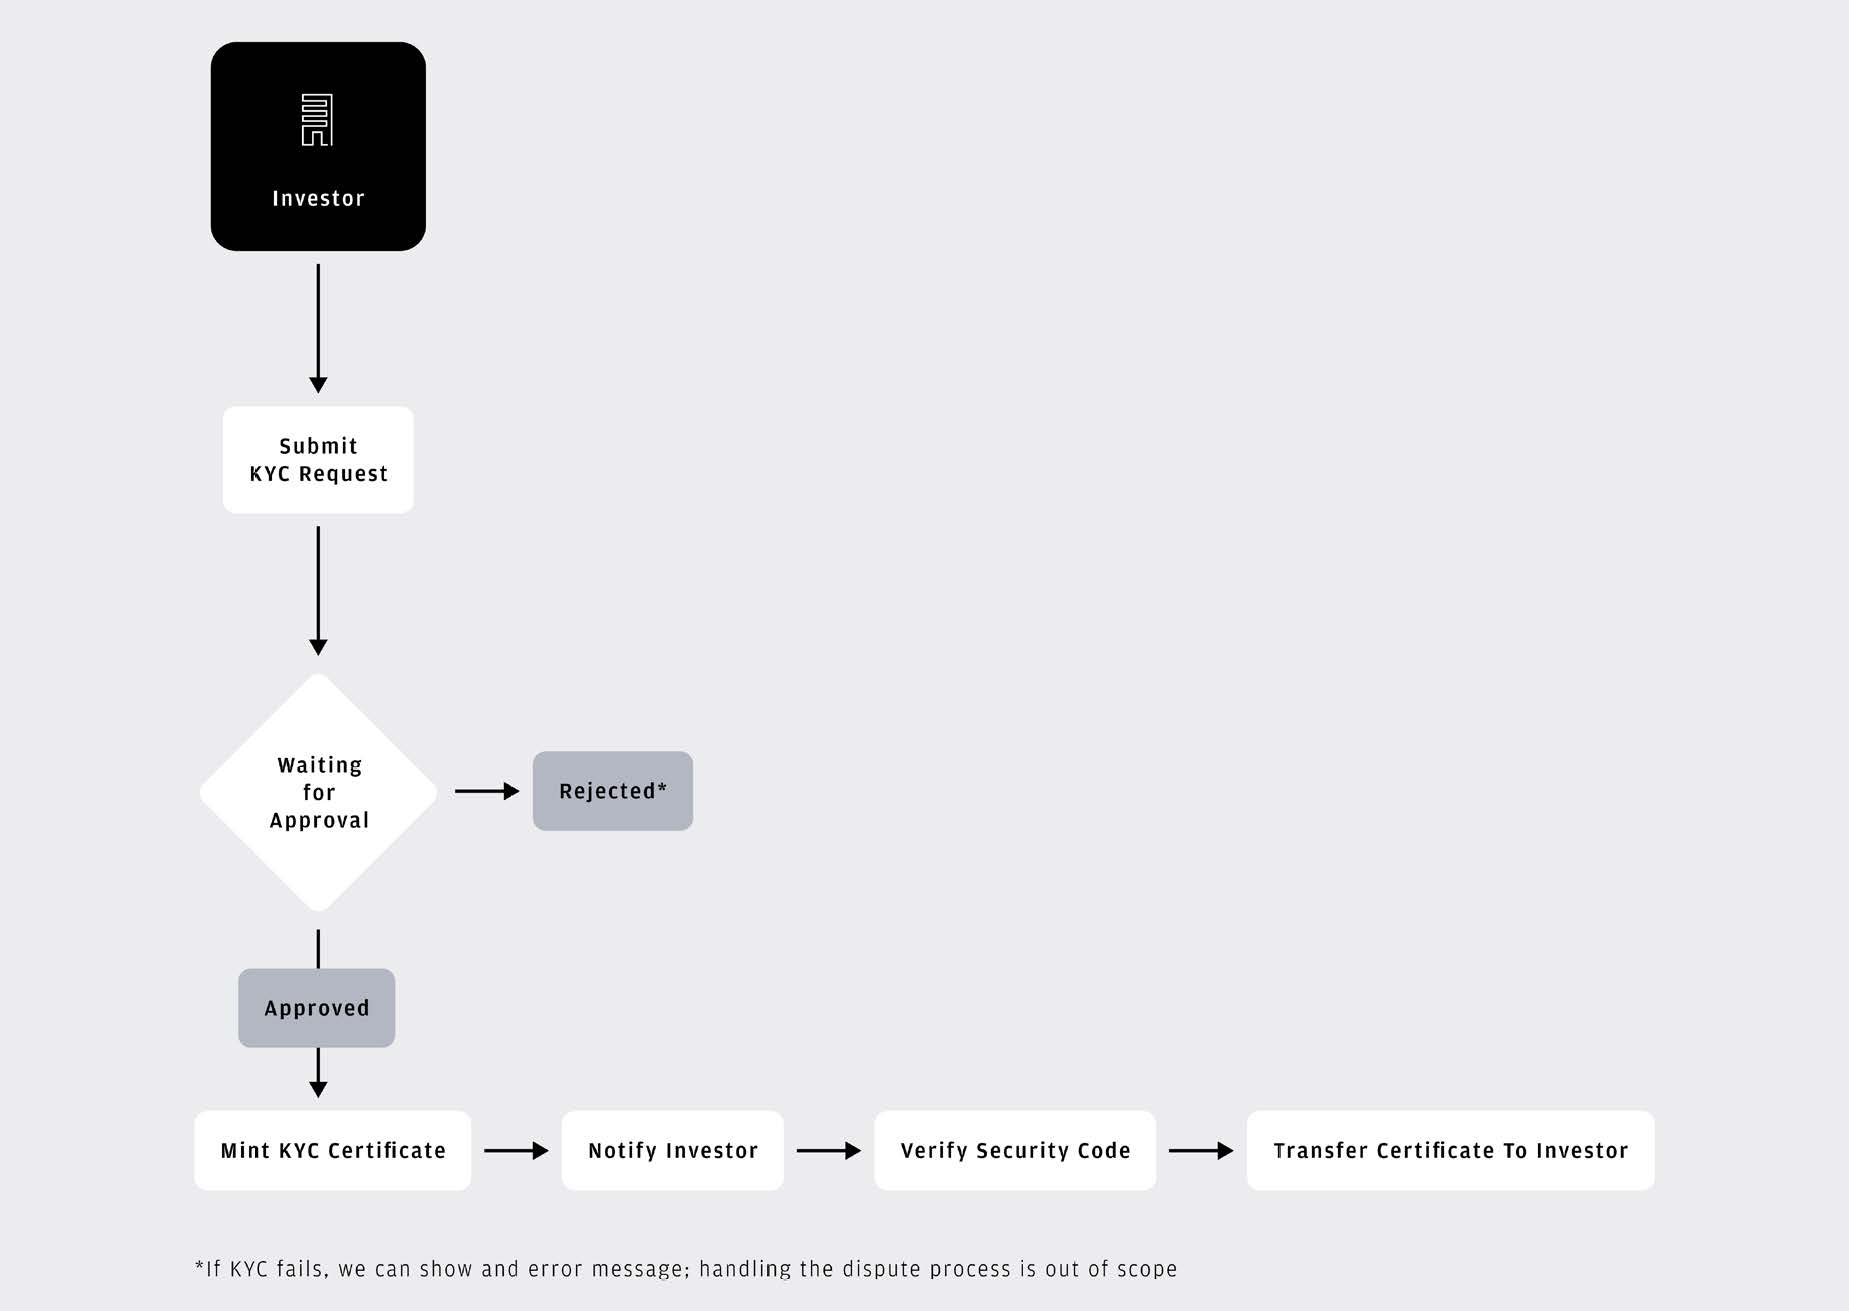 Investor
Submit
KYC Request
Waiting
for
Approval
Rejected*
Approved
Mint KYC Certificate
Notify Investor
Verify Security Code
Transfer Certificate To Investor
*If KYC fails, we can show and error message; handling the dispute process is out of scope